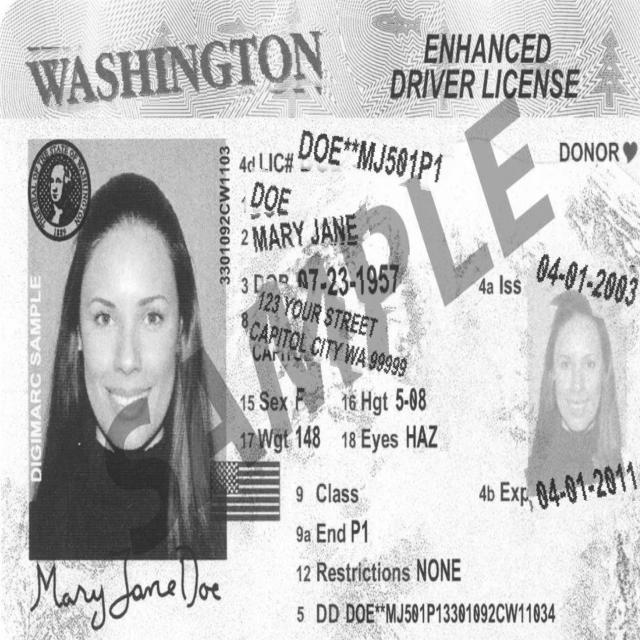 WASHINGTON
ENHANCED
DRIVER LICENSE
DONOR
4d LIC# DOE**MJ501P1
1 DOE
2 MARY JANE
3 DOB 07-23-1957
4a Iss 04-01-2003
8 123 YOUR STREET
CAPITOL CITY WA 99999
15 Sex F 16 Hgt 5-08
17 Wgt 148 18 Eyes HAZ
9 Class
4b Exp 04-01-2011
9a End P1
12 Restrictions NONE
5 DD DOE**MJ501P13301092CW11034
3301092CW1103
DIGIMARC SAMPLE
THE SEAL OF THE STATE OF WASHINGTON
1889
SAMPLE
Mary Jane Doe